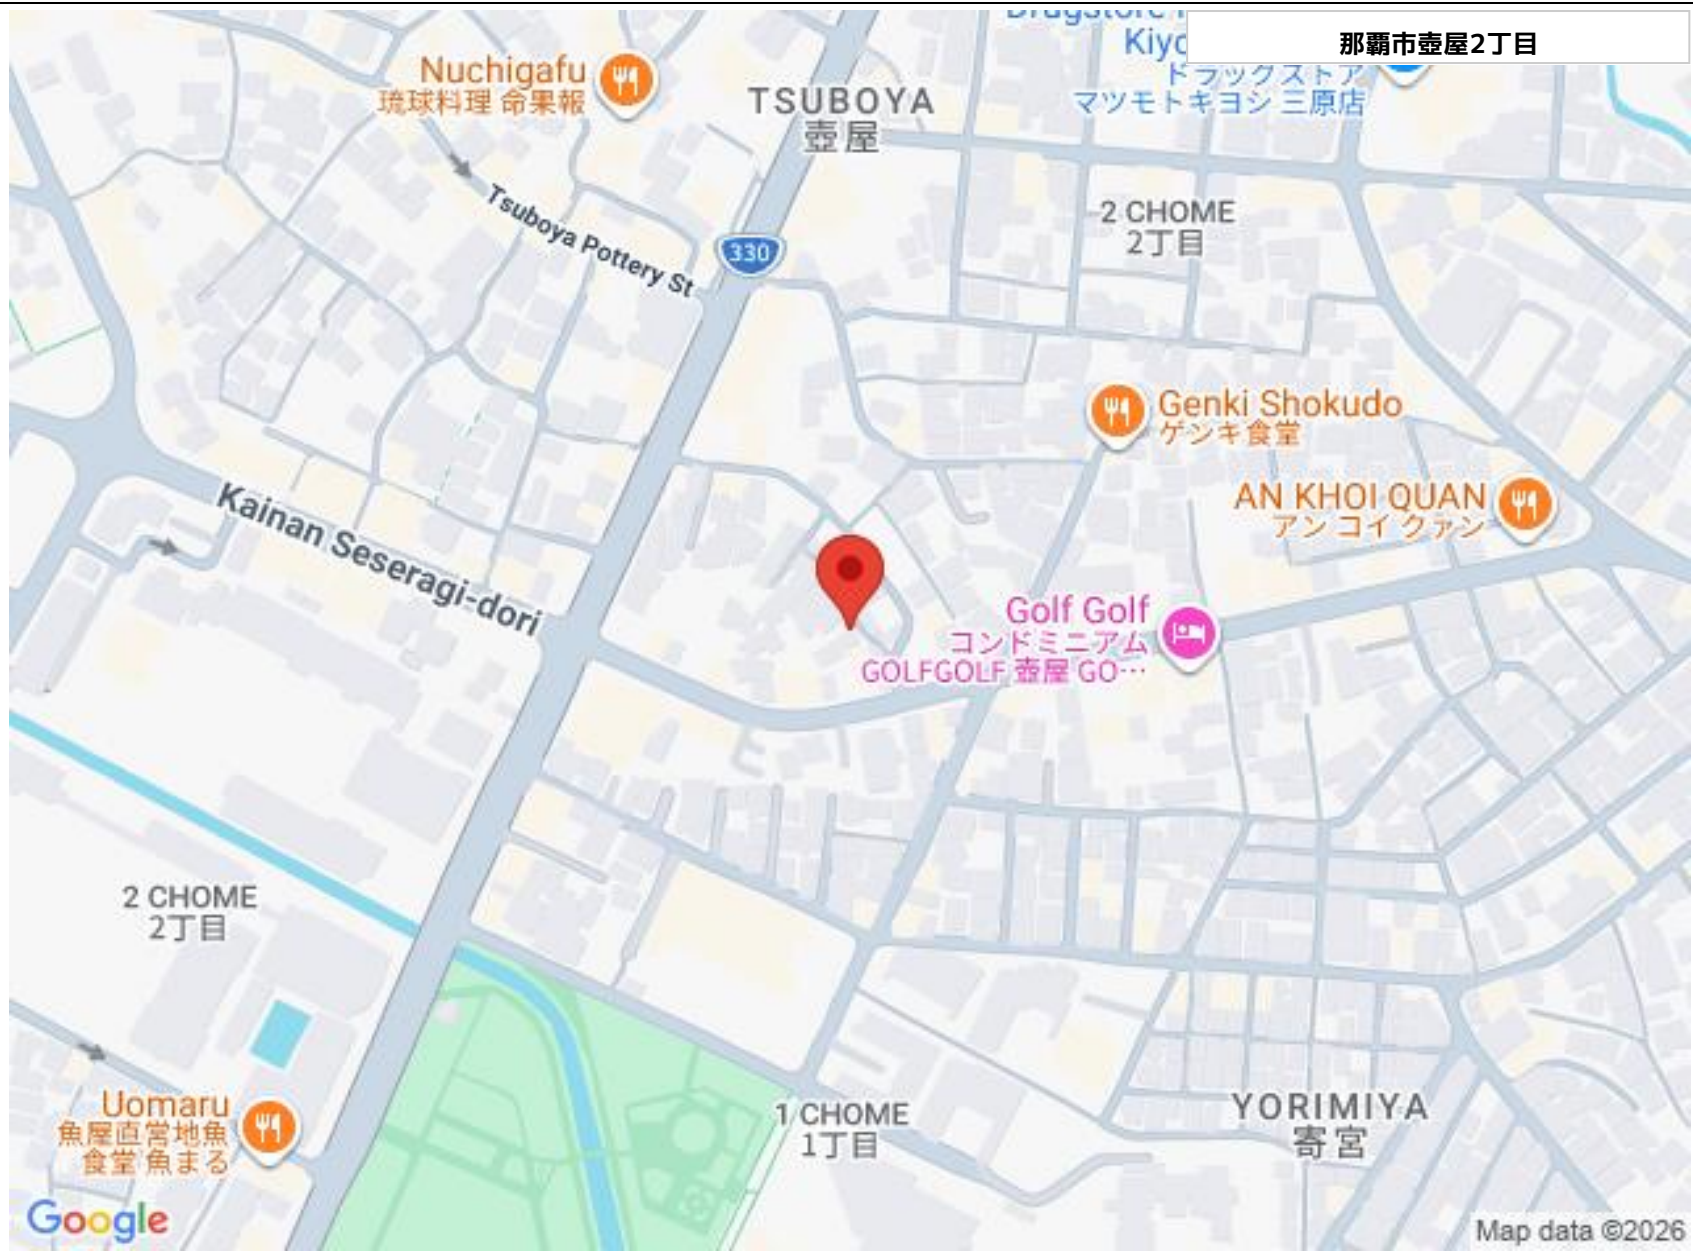 Drugstore
Kiyo
那覇市壺屋2丁目
ドラッグストア
マツモトキヨシ 三原店
Nuchigafu
琉球料理 命果報
TSUBOYA
壺屋
Tsuboya Pottery St
330
2 CHOME
2丁目
Genki Shokudo
ゲンキ食堂
AN KHOI QUAN
アン コイ クァン
Kainan Seseragi-dori
Golf Golf
コンドミニアム
GOLFGOLF 壺屋 GO…
2 CHOME
2丁目
Uomaru
魚屋直営地魚
食堂 魚まる
1 CHOME
1丁目
YORIMIYA
寄宮
Google
Map data ©2026